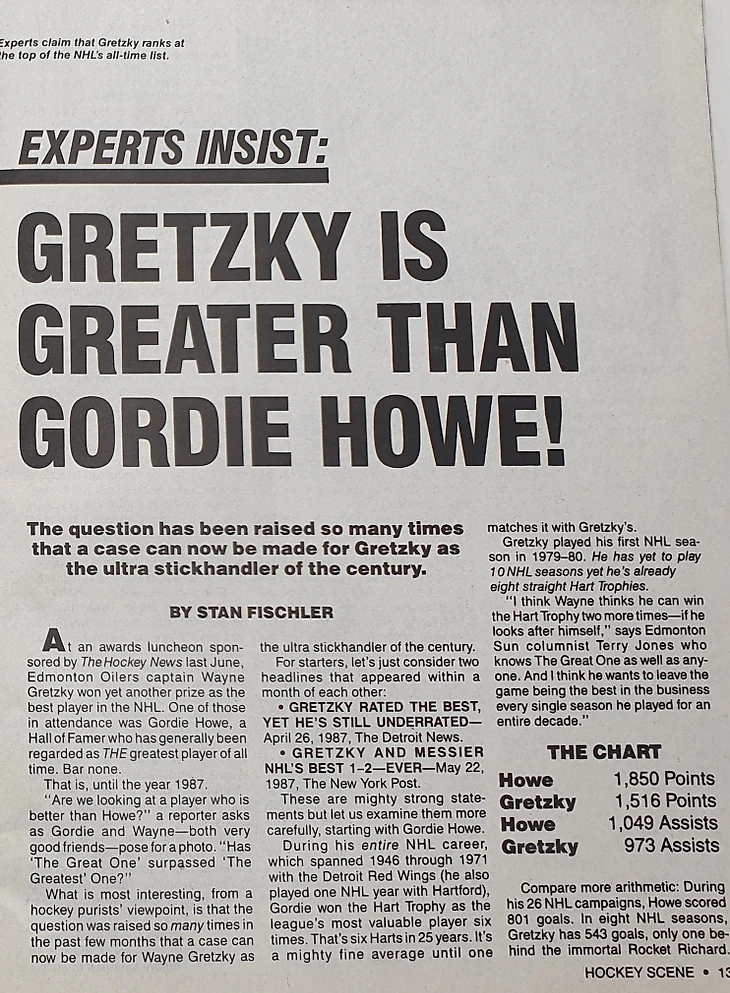 Experts claim that Gretzky ranks at
the top of the NHL's all-time list.
EXPERTS INSIST:
GRETZKY IS
GREATER THAN
GORDIE HOWE!
The question has been raised so many times
that a case can now be made for Gretzky as
the ultra stickhandler of the century.
BY STAN FISCHLER
At an awards luncheon spon-
sored by The Hockey News last June,
Edmonton Oilers captain Wayne
Gretzky won yet another prize as the
best player in the NHL. One of those
in attendance was Gordie Howe, a
Hall of Famer who has generally been
regarded as THE greatest player of all
time. Bar none.
That is, until the year 1987.
"Are we looking at a player who is
better than Howe?" a reporter asks
as Gordie and Wayne—both very
good friends—pose for a photo. "Has
'The Great One' surpassed 'The
Greatest' One?"
What is most interesting, from a
hockey purists' viewpoint, is that the
question was raised so many times in
the past few months that a case can
now be made for Wayne Gretzky as
the ultra stickhandler of the century.
For starters, let's just consider two
headlines that appeared within a
month of each other:
• GRETZKY RATED THE BEST,
YET HE'S STILL UNDERRATED—
April 26, 1987, The Detroit News.
• GRETZKY AND MESSIER
NHL'S BEST 1–2—EVER—May 22,
1987, The New York Post.
These are mighty strong state-
ments but let us examine them more
carefully, starting with Gordie Howe.
During his entire NHL career,
which spanned 1946 through 1971
with the Detroit Red Wings (he also
played one NHL year with Hartford),
Gordie won the Hart Trophy as the
league's most valuable player six
times. That's six Harts in 25 years. It's
a mighty fine average until one
matches it with Gretzky's.
Gretzky played his first NHL sea-
son in 1979–80. He has yet to play
10 NHL seasons yet he's already
eight straight Hart Trophies.
"I think Wayne thinks he can win
the Hart Trophy two more times—if he
looks after himself," says Edmonton
Sun columnist Terry Jones who
knows The Great One as well as any-
one. And I think he wants to leave the
game being the best in the business
every single season he played for an
entire decade."
THE CHART
Howe 1,850 Points
Gretzky 1,516 Points
Howe 1,049 Assists
Gretzky 973 Assists
Compare more arithmetic: During
his 26 NHL campaigns, Howe scored
801 goals. In eight NHL seasons,
Gretzky has 543 goals, only one be-
hind the immortal Rocket Richard.
HOCKEY SCENE • 13